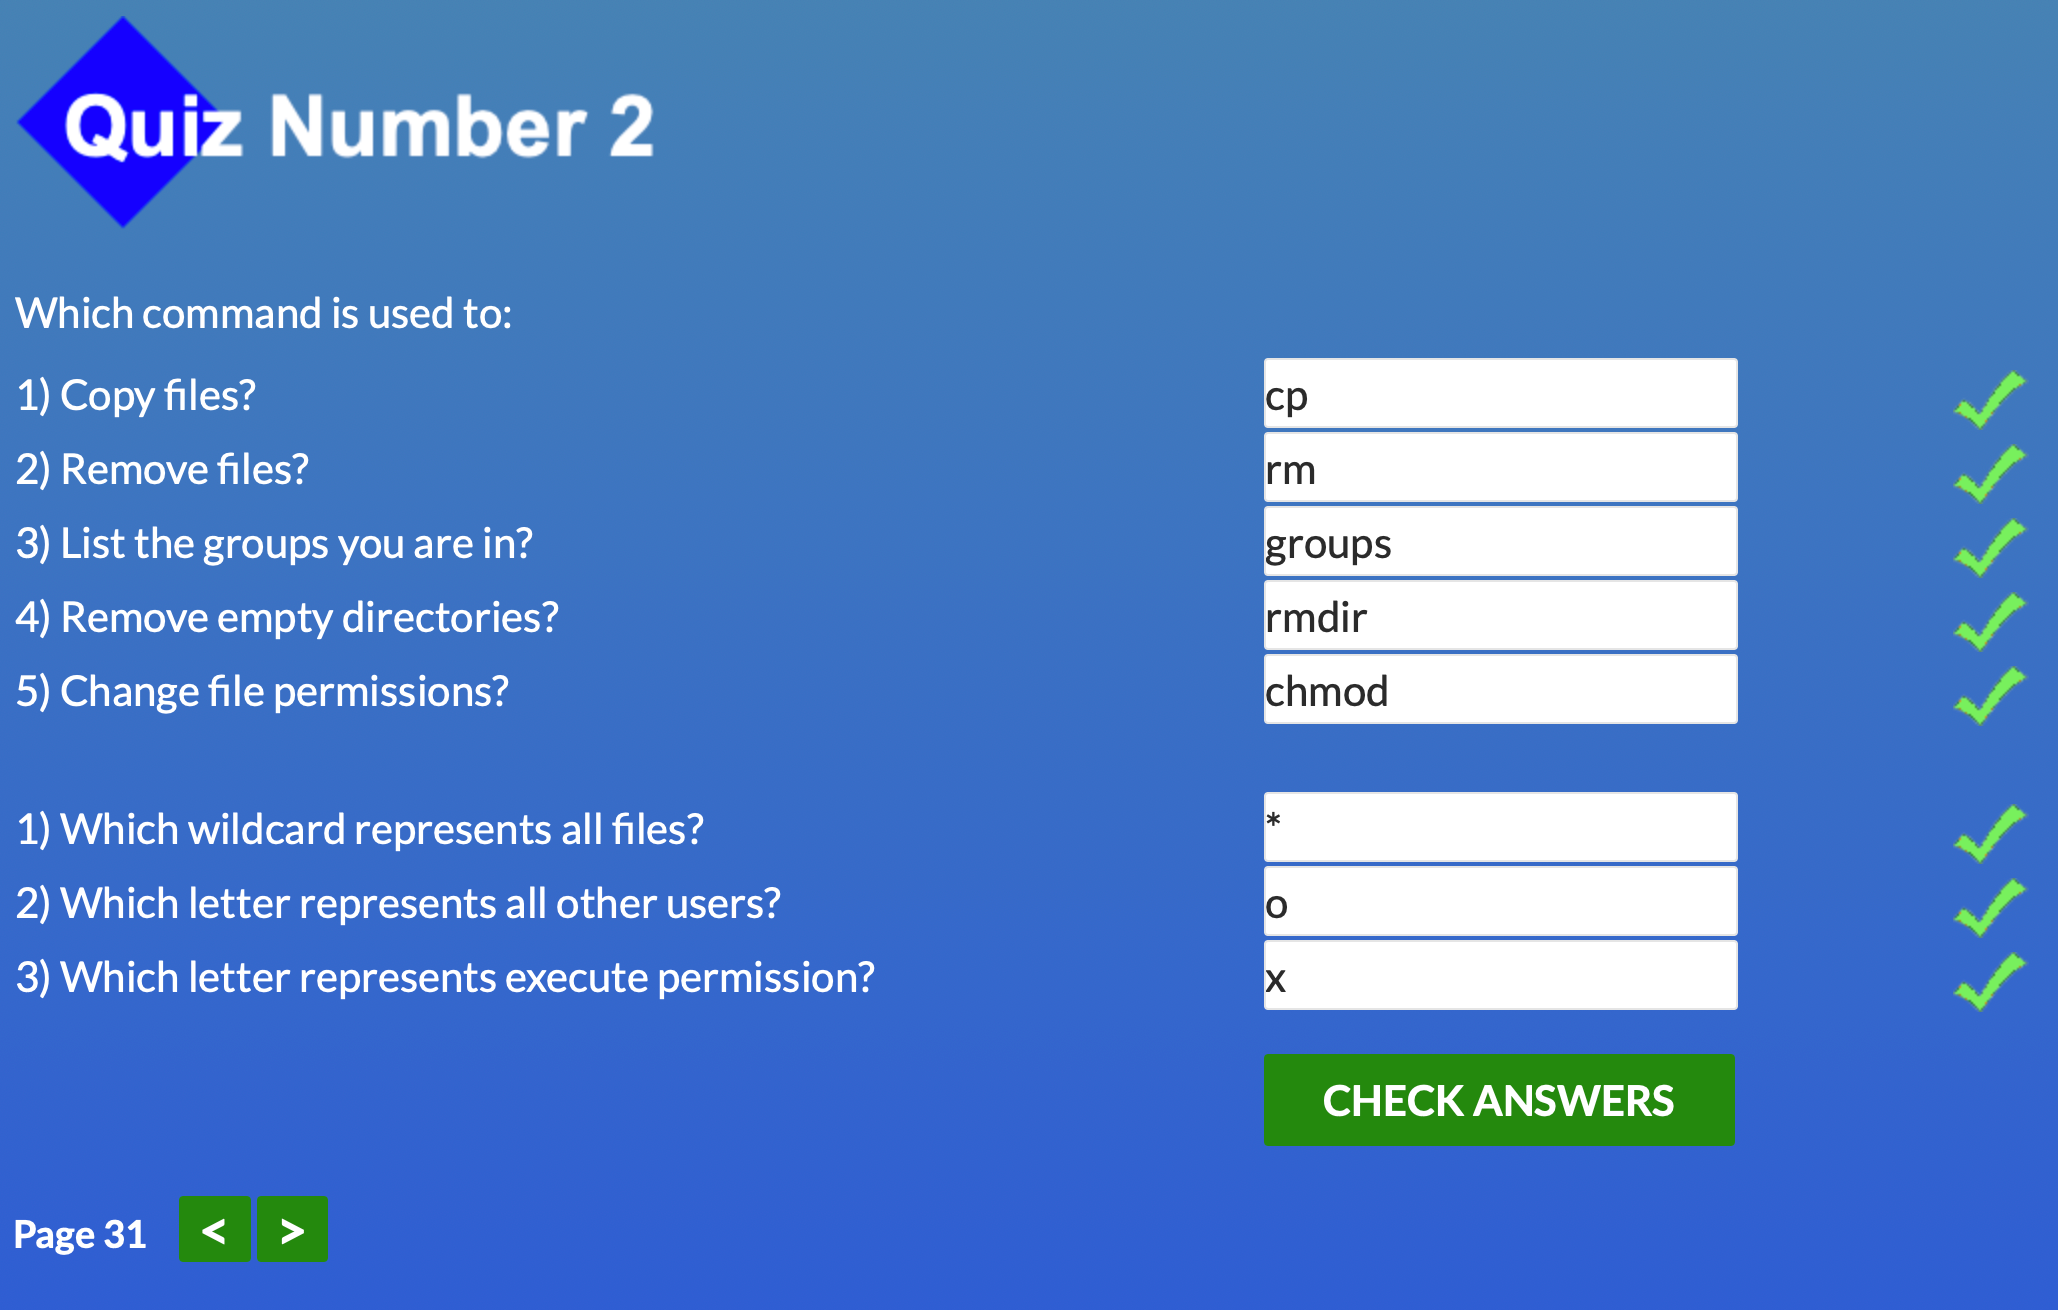 Quiz Number 2
Which command is used to:
1) Copy files? cp
2) Remove files? rm
3) List the groups you are in? groups
4) Remove empty directories? rmdir
5) Change file permissions? chmod
1) Which wildcard represents all files? *
2) Which letter represents all other users? o
3) Which letter represents execute permission? x
CHECK ANSWERS
Page 31 < >